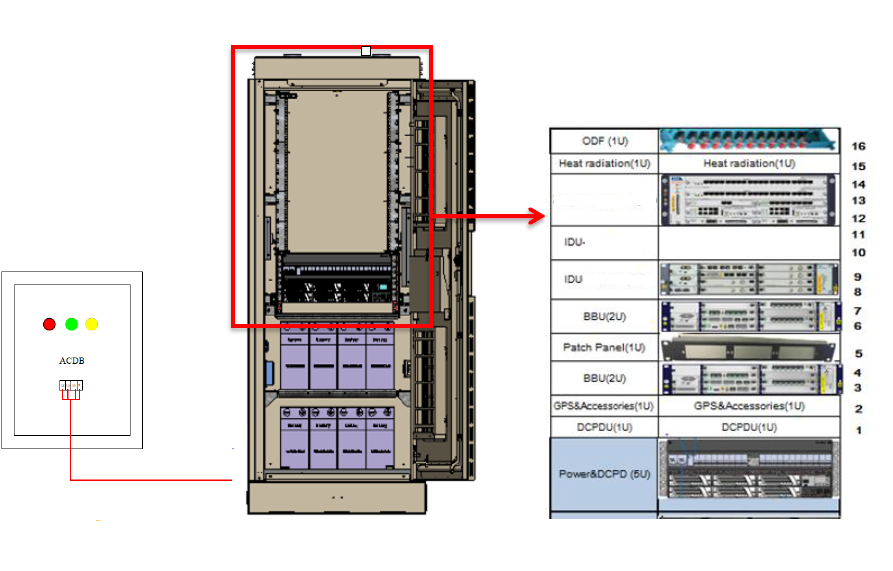 ACDB
ODF (1U)
16
Heat radiation(1U) Heat radiation(1U) 15
14
13
12
IDU- 11
10
IDU 9
8
BBU(2U) 7
6
Patch Panel(1U) 5
BBU(2U) 4
3
GPS&Accessories(1U) GPS&Accessories(1U) 2
DCPDU(1U) DCPDU(1U) 1
Power&DCPD (5U)